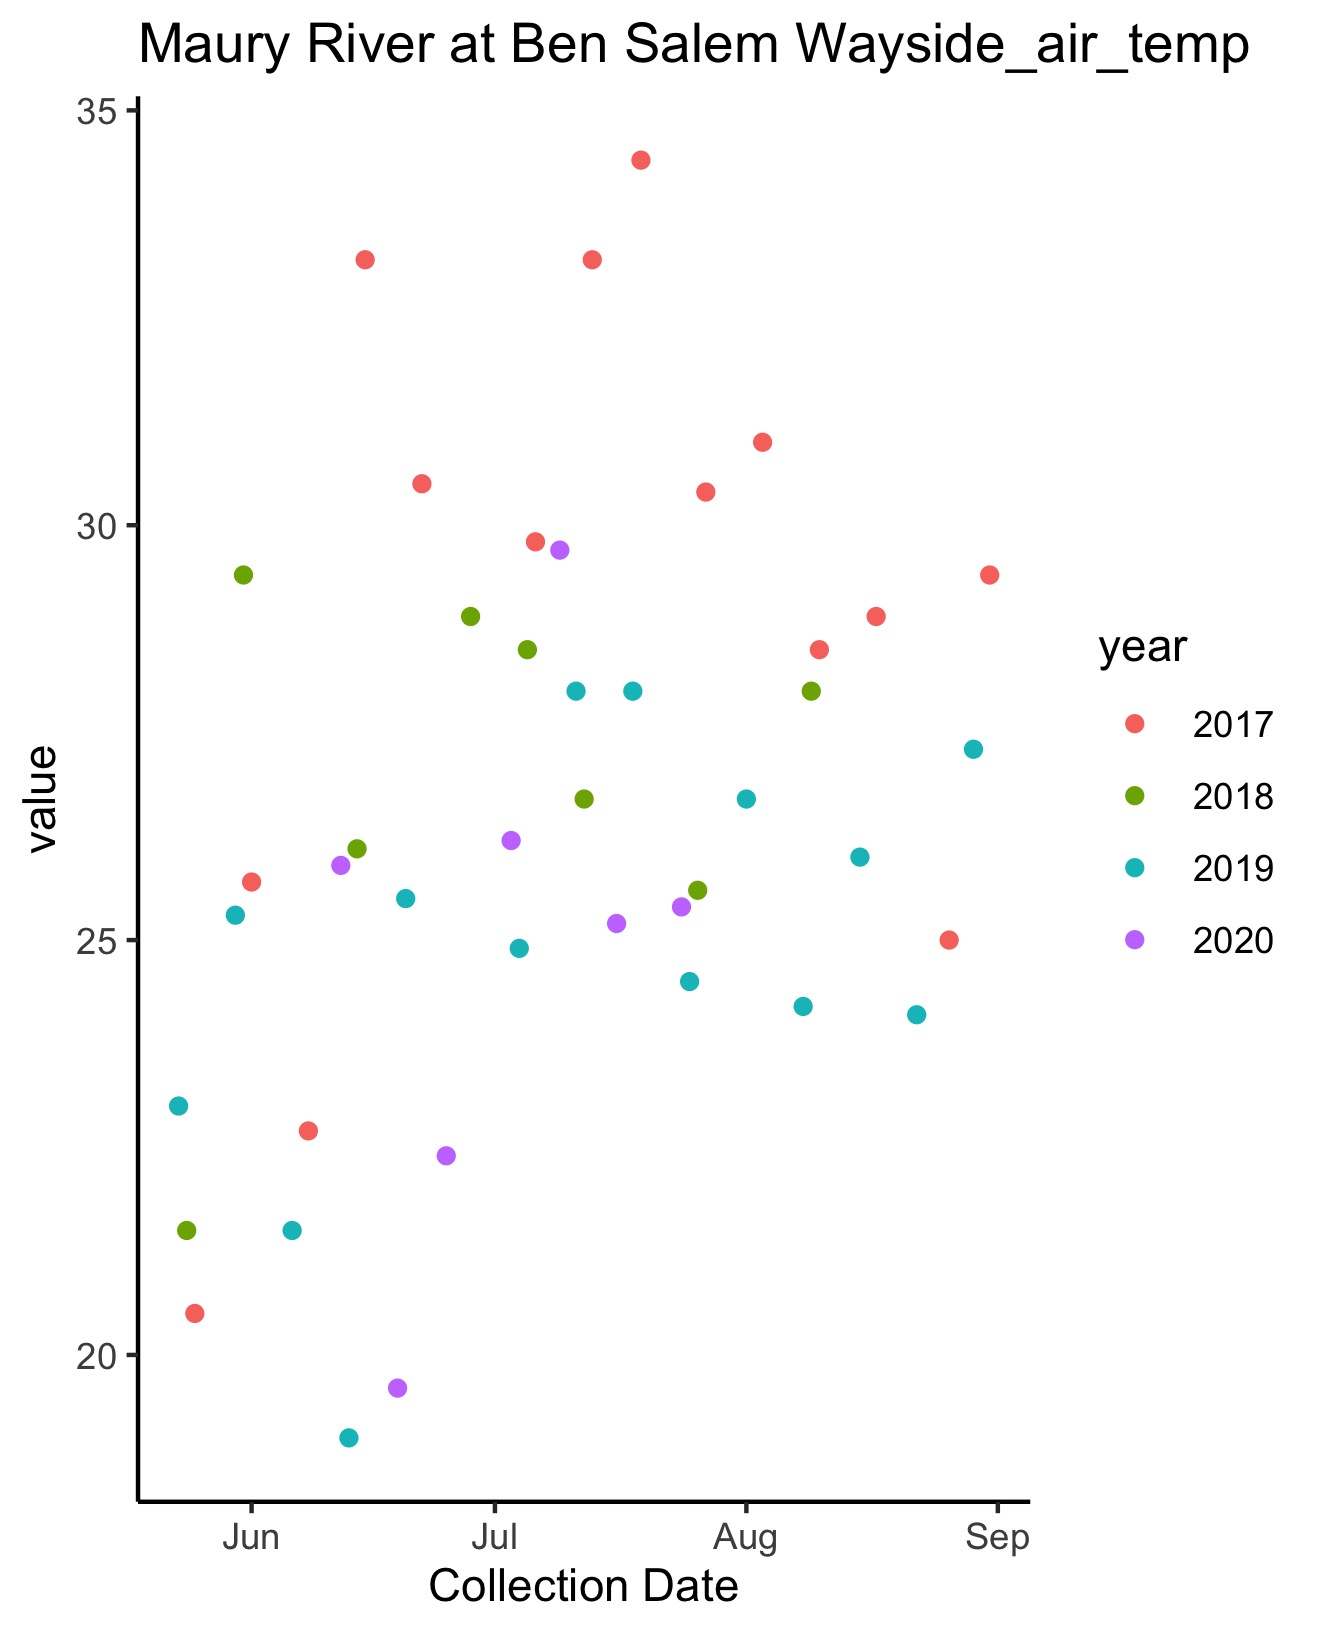 Maury River at Ben Salem Wayside_air_temp
35
30
25
20
value
Jun Jul Aug Sep
Collection Date
year
2017
2018
2019
2020